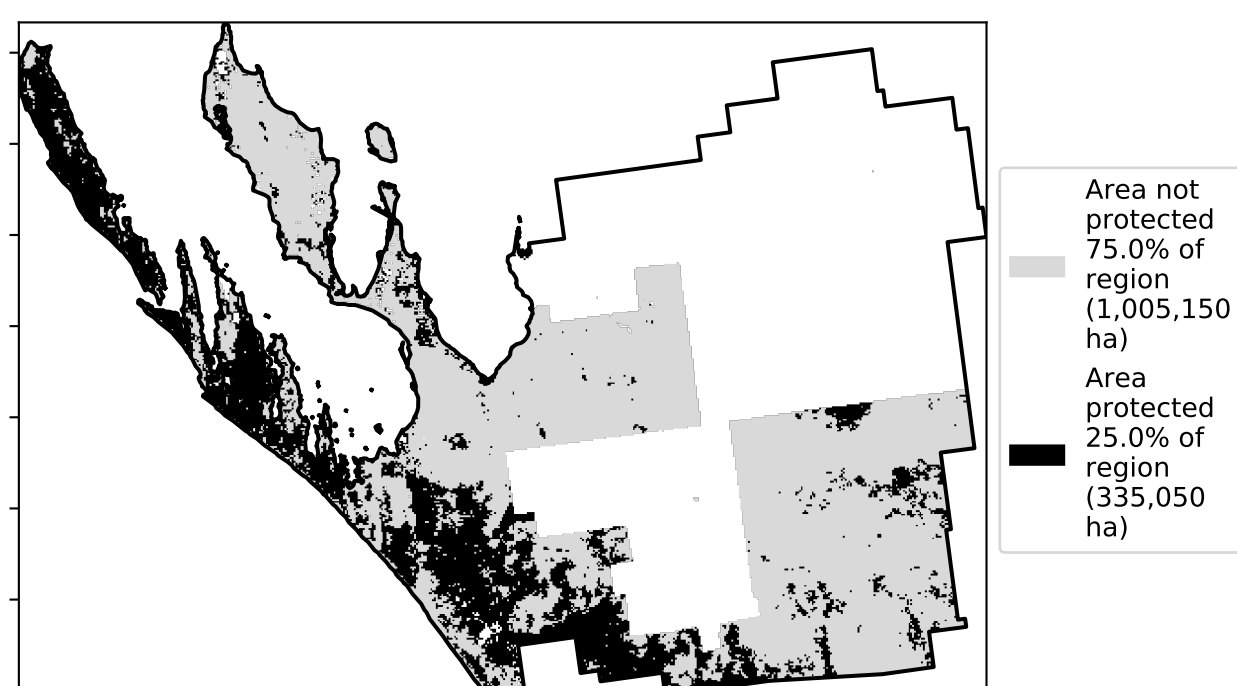 Area not
protected
75.0% of
region
(1,005,150
ha)
Area
protected
25.0% of
region
(335,050
ha)